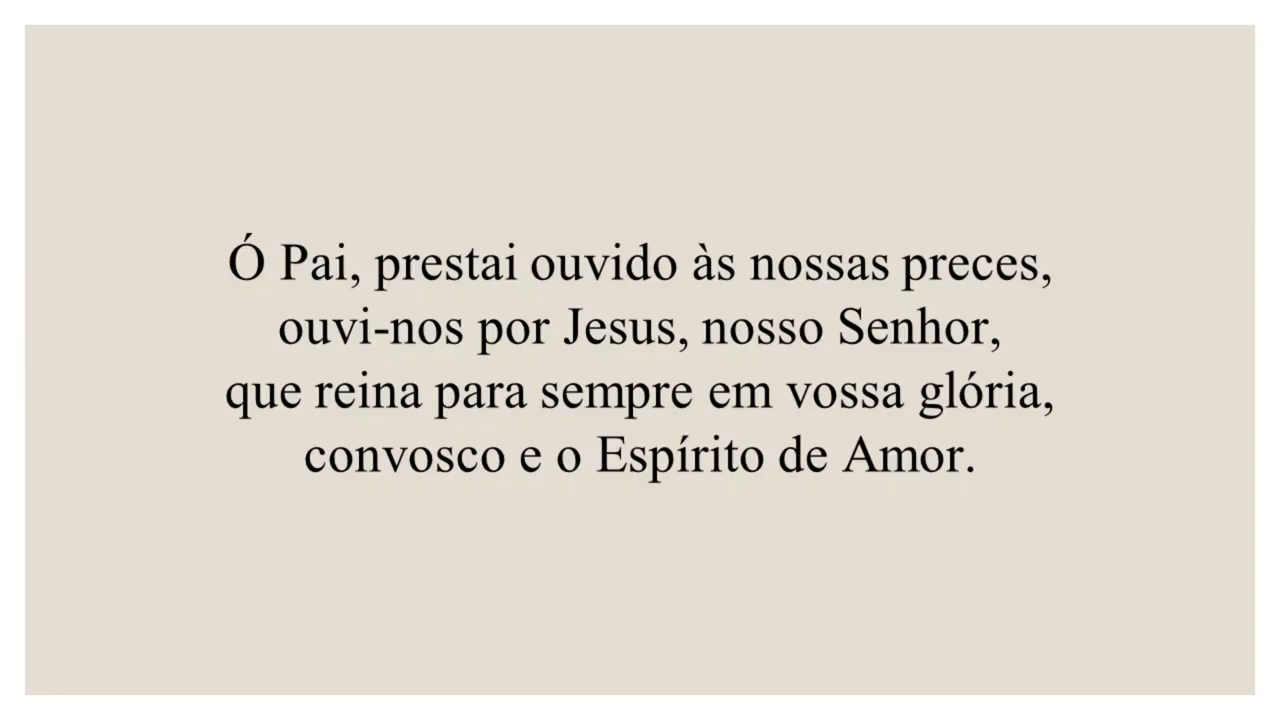 Ó Pai, prestai ouvido às nossas preces,
ouvi-nos por Jesus, nosso Senhor,
que reina para sempre em vossa glória,
convosco e o Espírito de Amor.